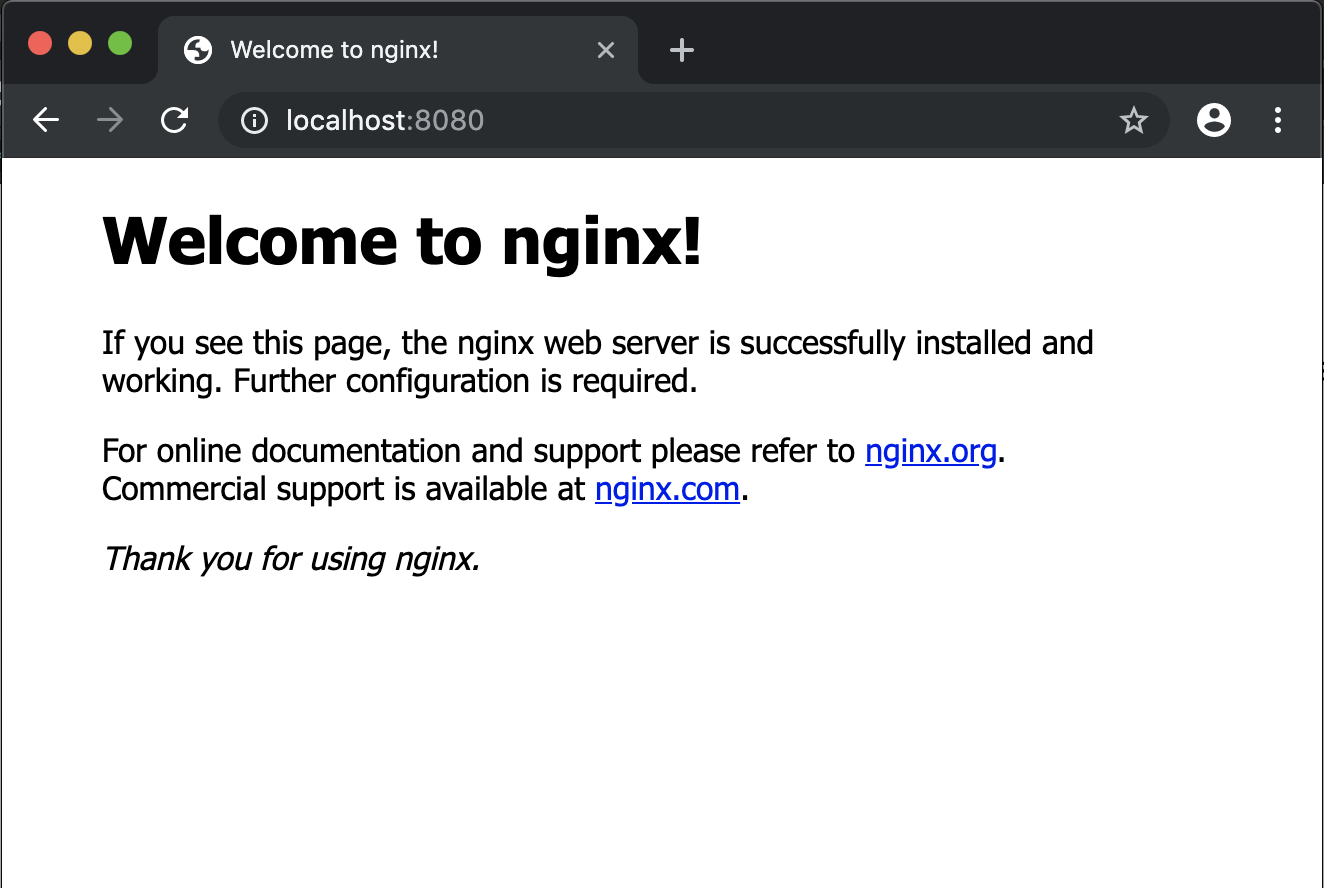 Welcome to nginx!
localhost:8080
Welcome to nginx!
If you see this page, the nginx web server is successfully installed and
working. Further configuration is required.
For online documentation and support please refer to nginx.org.
Commercial support is available at nginx.com.
Thank you for using nginx.